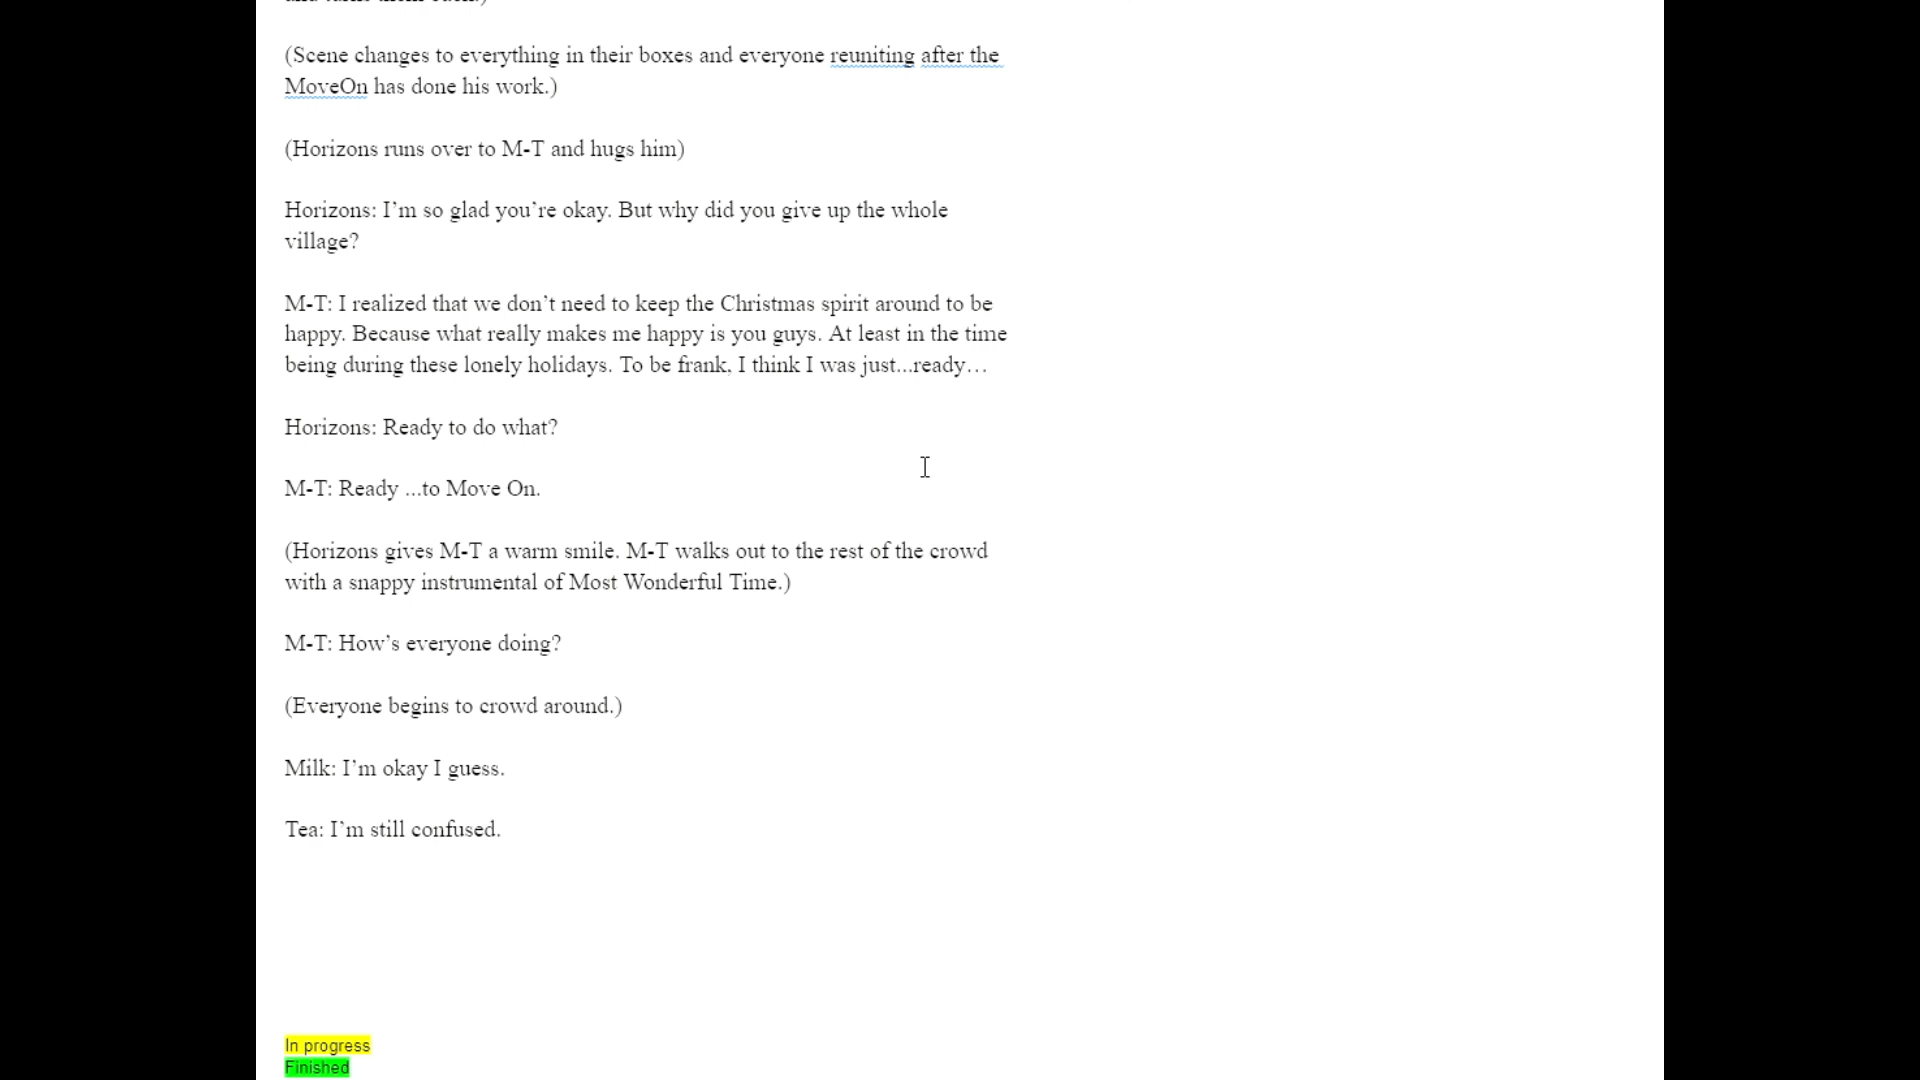 and turns them back.)
(Scene changes to everything in their boxes and everyone reuniting after the
MoveOn has done his work.)
(Horizons runs over to M-T and hugs him)
Horizons: I’m so glad you’re okay. But why did you give up the whole
village?
M-T: I realized that we don’t need to keep the Christmas spirit around to be
happy. Because what really makes me happy is you guys. At least in the time
being during these lonely holidays. To be frank, I think I was just...ready…
Horizons: Ready to do what?
M-T: Ready ...to Move On.
(Horizons gives M-T a warm smile. M-T walks out to the rest of the crowd
with a snappy instrumental of Most Wonderful Time.)
M-T: How’s everyone doing?
(Everyone begins to crowd around.)
Milk: I’m okay I guess.
Tea: I’m still confused.
In progress
Finished